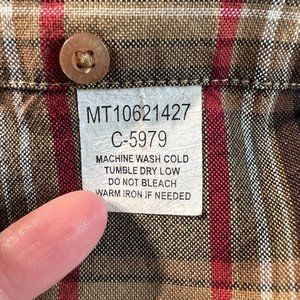 MT10621427
C-5979
MACHINE WASH COLD
TUMBLE DRY LOW
DO NOT BLEACH
WARM IRON IF NEEDED